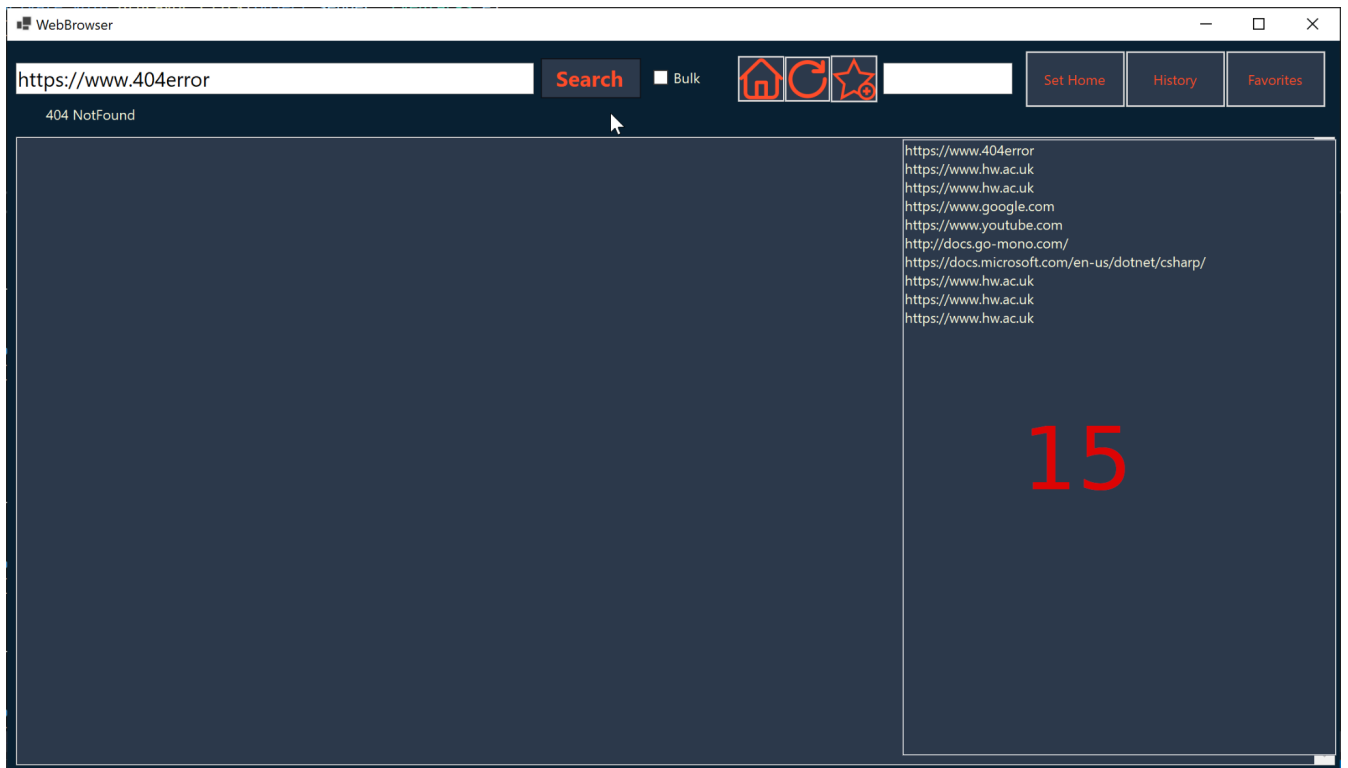 WebBrowser
https://www.404error
Search
Bulk
Set Home
History
Favorites
404 NotFound
https://www.404error
https://www.hw.ac.uk
https://www.hw.ac.uk
https://www.google.com
https://www.youtube.com
http://docs.go-mono.com/
https://docs.microsoft.com/en-us/dotnet/csharp/
https://www.hw.ac.uk
https://www.hw.ac.uk
https://www.hw.ac.uk
15